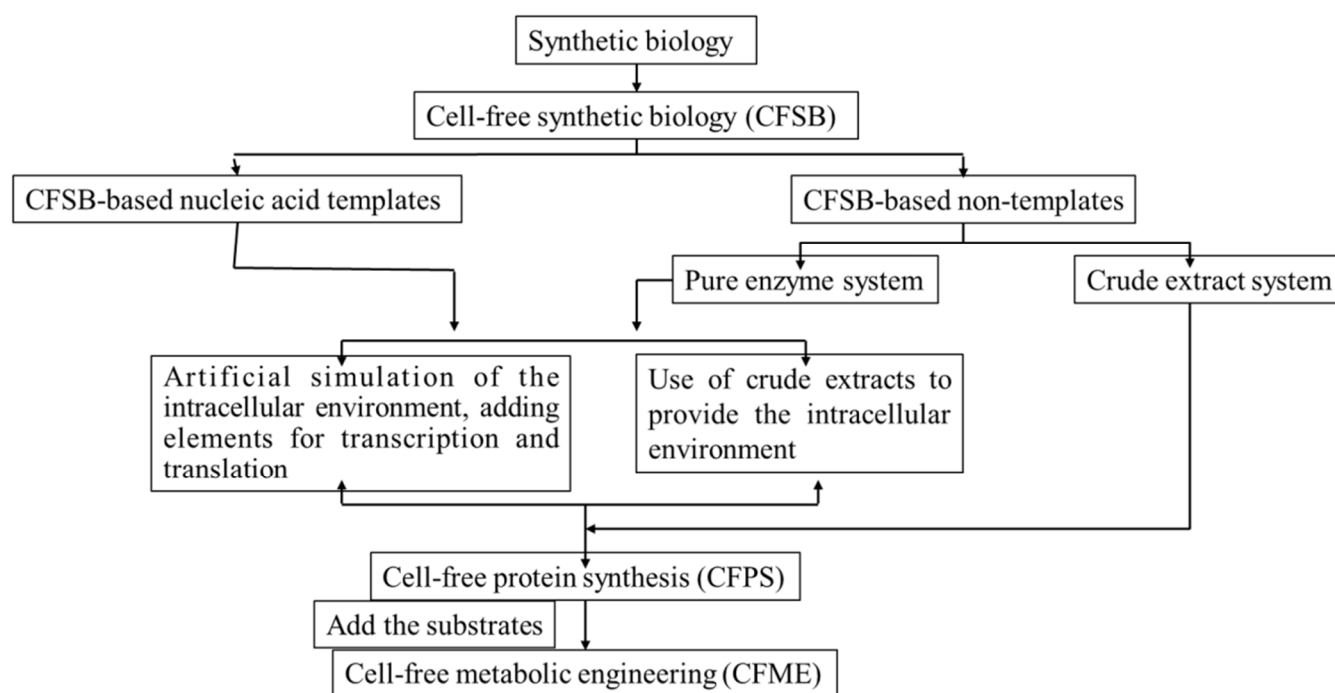 Synthetic biology
Cell-free synthetic biology (CFSB)
CFSB-based nucleic acid templates
CFSB-based non-templates
Pure enzyme system
Crude extract system
Artificial simulation of the
intracellular environment, adding
elements for transcription and
translation
Use of crude extracts to
provide the intracellular
environment
Cell-free protein synthesis (CFPS)
Add the substrates
Cell-free metabolic engineering (CFME)